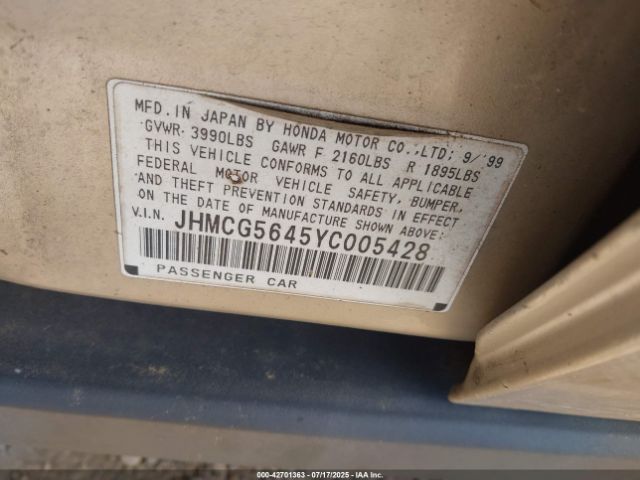 MFD. IN JAPAN BY HONDA MOTOR CO.,LTD; 9/'99
GVWR 3990LBS GAWR F 2160LBS R 1895LBS
THIS VEHICLE CONFORMS TO ALL APPLICABLE
FEDERAL MOTOR VEHICLE SAFETY, BUMPER,
AND THEFT PREVENTION STANDARDS IN EFFECT
ON THE DATE OF MANUFACTURE SHOWN ABOVE:
V.I.N. JHMCG5645YC005428
PASSENGER CAR
000-42701363 - 07/17/2025 - IAA Inc.